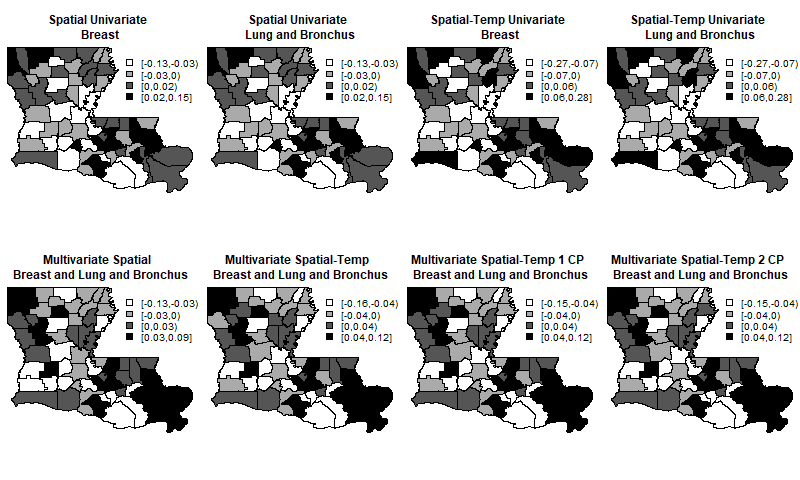 Spatial Univariate
Breast
[-0.13,-0.03)
[-0.03,0)
[0,0.02)
[0.02,0.15]
Spatial Univariate
Lung and Bronchus
[-0.13,-0.03)
[-0.03,0)
[0,0.02)
[0.02,0.15]
Spatial-Temp Univariate
Breast
[-0.27,-0.07)
[-0.07,0)
[0,0.06)
[0.06,0.28]
Spatial-Temp Univariate
Lung and Bronchus
[-0.27,-0.07)
[-0.07,0)
[0,0.06)
[0.06,0.28]
Multivariate Spatial
Breast and Lung and Bronchus
[-0.13,-0.03)
[-0.03,0)
[0,0.03)
[0.03,0.09]
Multivariate Spatial-Temp
Breast and Lung and Bronchus
[-0.16,-0.04)
[-0.04,0)
[0,0.04)
[0.04,0.12]
Multivariate Spatial-Temp 1 CP
Breast and Lung and Bronchus
[-0.15,-0.04)
[-0.04,0)
[0,0.04)
[0.04,0.12]
Multivariate Spatial-Temp 2 CP
Breast and Lung and Bronchus
[-0.15,-0.04)
[-0.04,0)
[0,0.04)
[0.04,0.12]